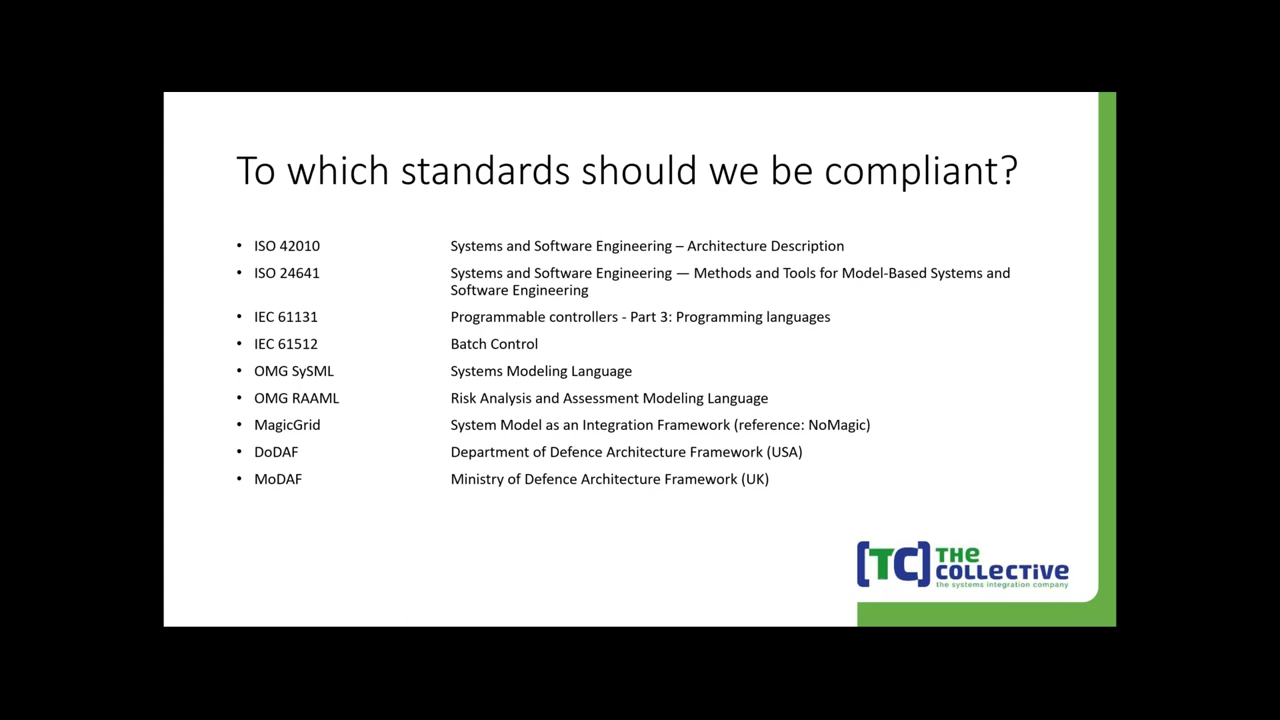 To which standards should we be compliant?
• ISO 42010 Systems and Software Engineering – Architecture Description
• ISO 24641 Systems and Software Engineering — Methods and Tools for Model-Based Systems and
Software Engineering
• IEC 61131 Programmable controllers - Part 3: Programming languages
• IEC 61512 Batch Control
• OMG SySML Systems Modeling Language
• OMG RAAML Risk Analysis and Assessment Modeling Language
• MagicGrid System Model as an Integration Framework (reference: NoMagic)
• DoDAF Department of Defence Architecture Framework (USA)
• MoDAF Ministry of Defence Architecture Framework (UK)
[TC] THE
COLLECTIVE
the systems integration company